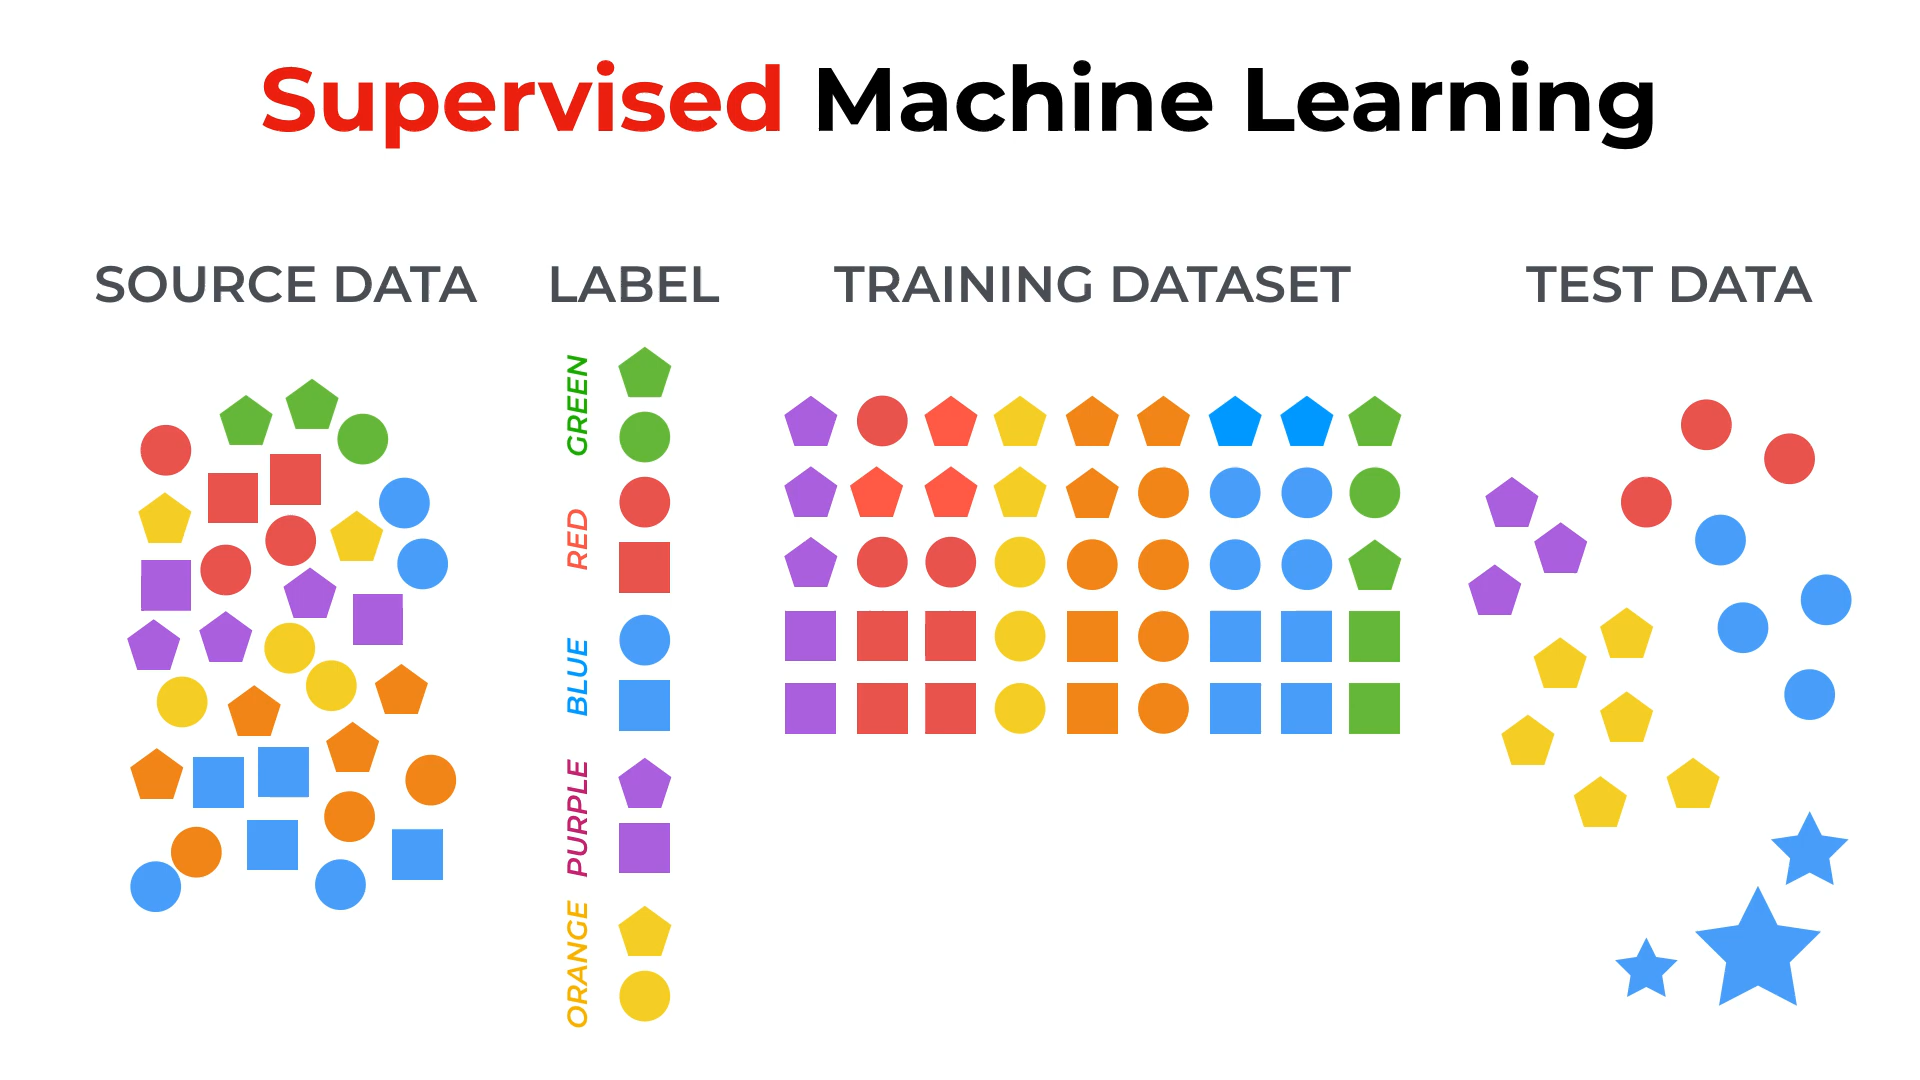 Supervised Machine Learning
SOURCE DATA
LABEL
TRAINING DATASET
TEST DATA
GREEN
RED
BLUE
PURPLE
ORANGE